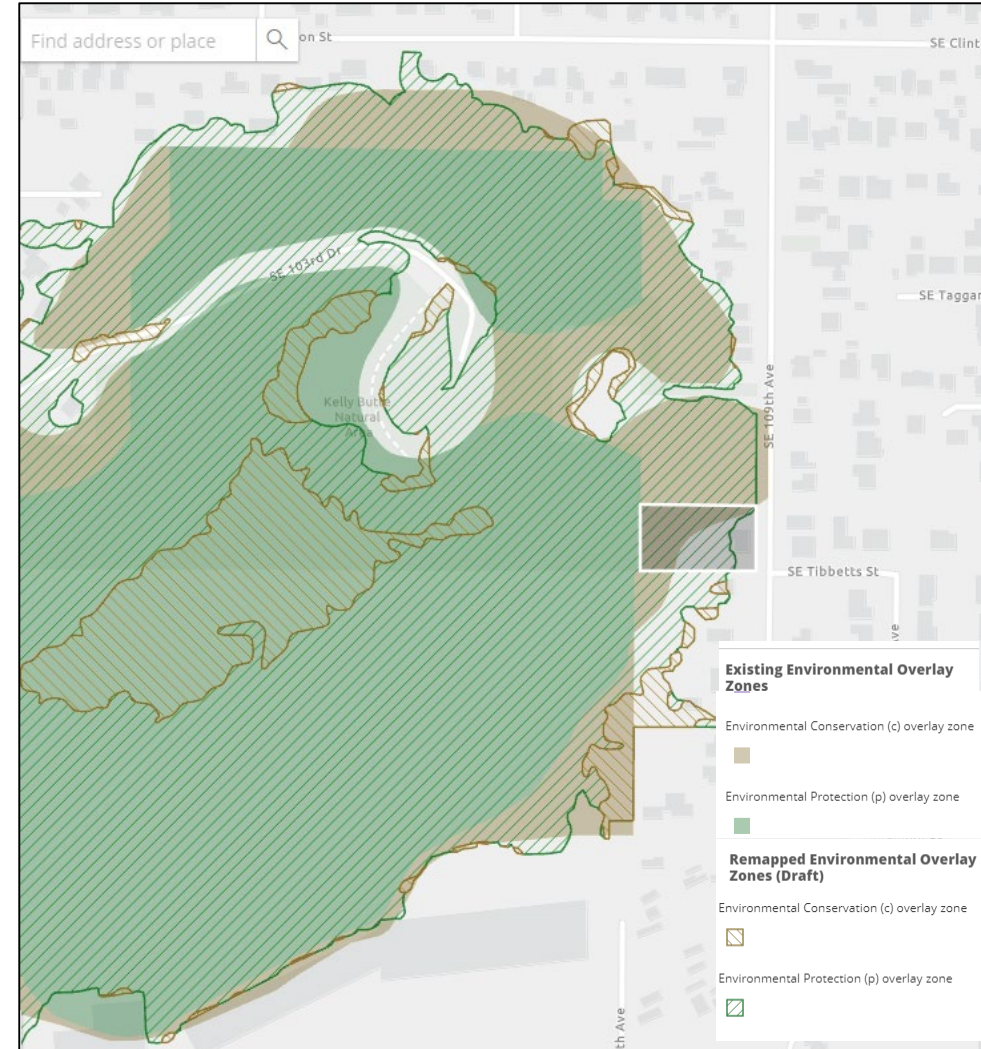 Find address or place
on St
SE Clint
SE 103rd Dr
SE Taggar
SE 109th Ave
Kelly Butte
Natural
Area
SE Tibbetts St
ve
Existing Environmental Overlay
Zones
Environmental Conservation (c) overlay zone
Environmental Protection (p) overlay zone
Remapped Environmental Overlay
Zones (Draft)
Environmental Conservation (c) overlay zone
Environmental Protection (p) overlay zone
th Ave